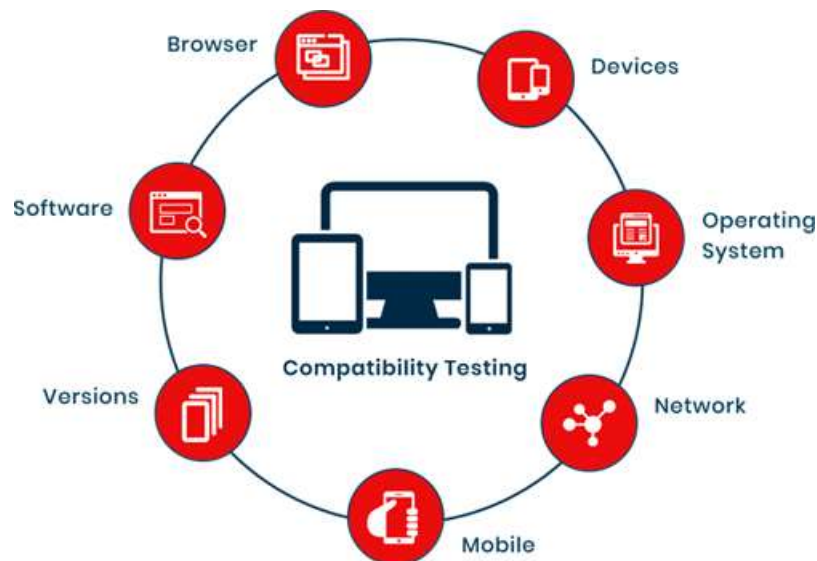 Browser
Devices
Software
Operating
System
Compatibility Testing
Versions
Network
Mobile